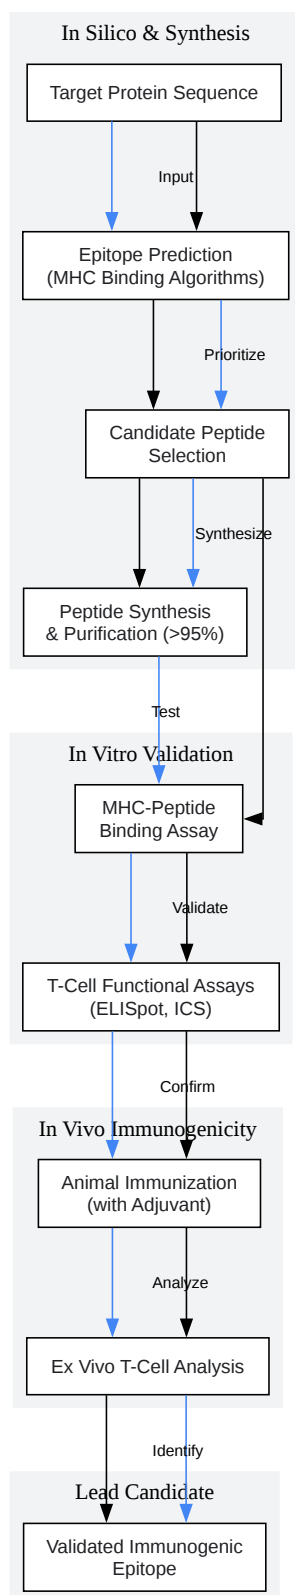 In Silico & Synthesis
Target Protein Sequence
Input
Epitope Prediction
(MHC Binding Algorithms)
Prioritize
Candidate Peptide
Selection
Synthesize
Peptide Synthesis
& Purification (>95%)
Test
In Vitro Validation
MHC-Peptide
Binding Assay
Validate
T-Cell Functional Assays
(ELISpot, ICS)
Confirm
In Vivo Immunogenicity
Animal Immunization
(with Adjuvant)
Analyze
Ex Vivo T-Cell Analysis
Identify
Lead Candidate
Validated Immunogenic
Epitope